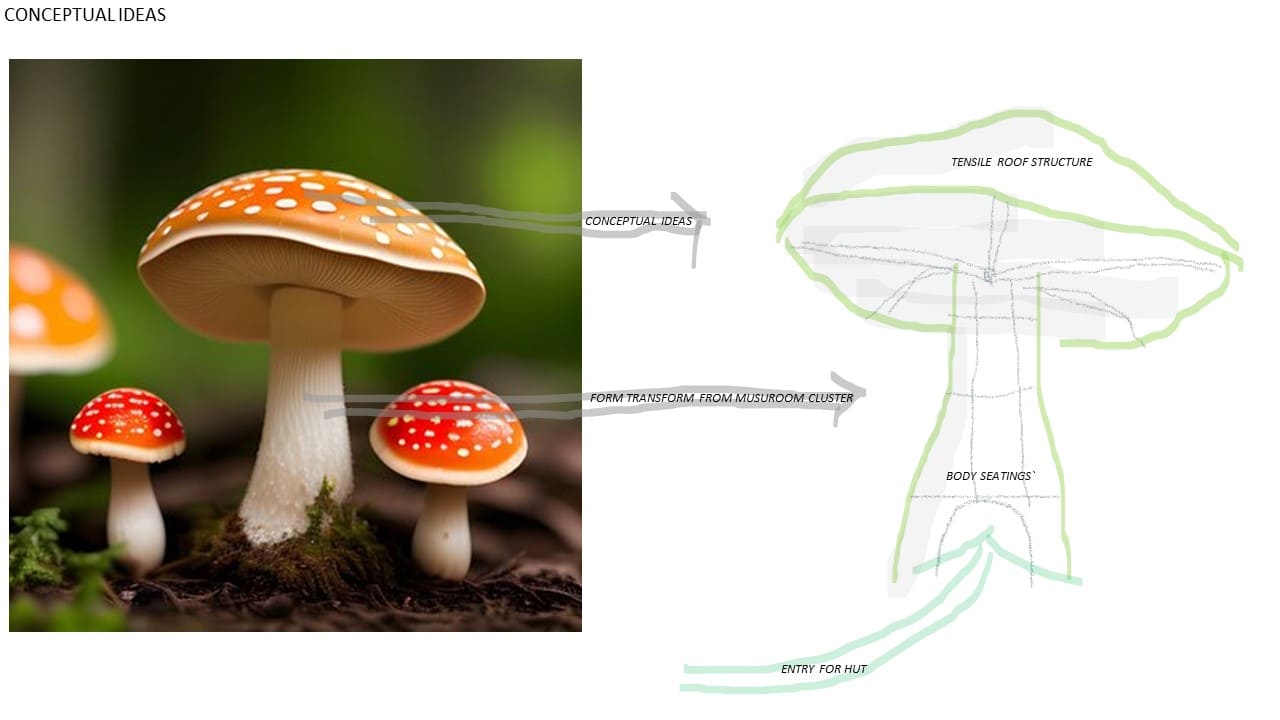 CONCEPTUAL IDEAS
TENSILE ROOF STRUCTURE
CONCEPTUAL IDEAS
FORM TRANSFORM FROM MUSUROOM CLUSTER
BODY SEATINGS`
ENTRY FOR HUT